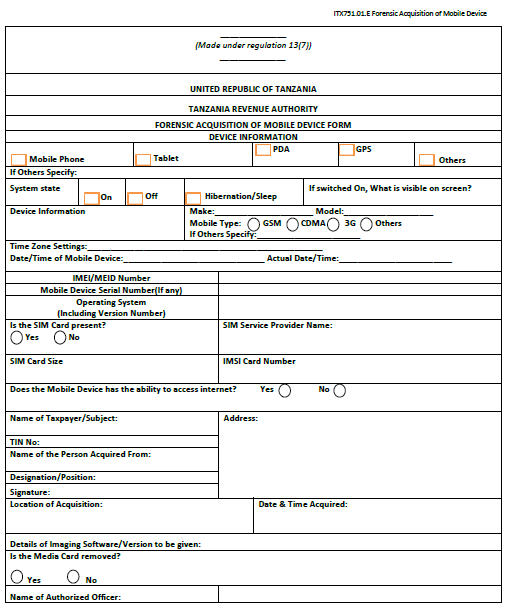 ITX751.01.E Forensic Acquisition of Mobile Device
(Made under regulation 13(7))
UNITED REPUBLIC OF TANZANIA
TANZANIA REVENUE AUTHORITY
FORENSIC ACQUISITION OF MOBILE DEVICE FORM
DEVICE INFORMATION
Mobile Phone Tablet PDA GPS Others
If Others Specify:
System state On Off Hibernation/Sleep If switched On, What is visible on screen?
Device Information Make:____________________ Model:____________________
Mobile Type: GSM CDMA 3G Others
If Others Specify:____________________
Time Zone Settings:____________________
Date/Time of Mobile Device:____________________ Actual Date/Time:____________________
IMEI/MEID Number
Mobile Device Serial Number(If any)
Operating System
(Including Version Number)
Is the SIM Card present? SIM Service Provider Name:
Yes No
SIM Card Size IMSI Card Number
Does the Mobile Device has the ability to access internet? Yes No
Name of Taxpayer/Subject: Address:
TIN No:
Name of the Person Acquired From:
Designation/Position:
Signature:
Location of Acquisition: Date & Time Acquired:
Details of Imaging Software/Version to be given:
Is the Media Card removed?
Yes No
Name of Authorized Officer: